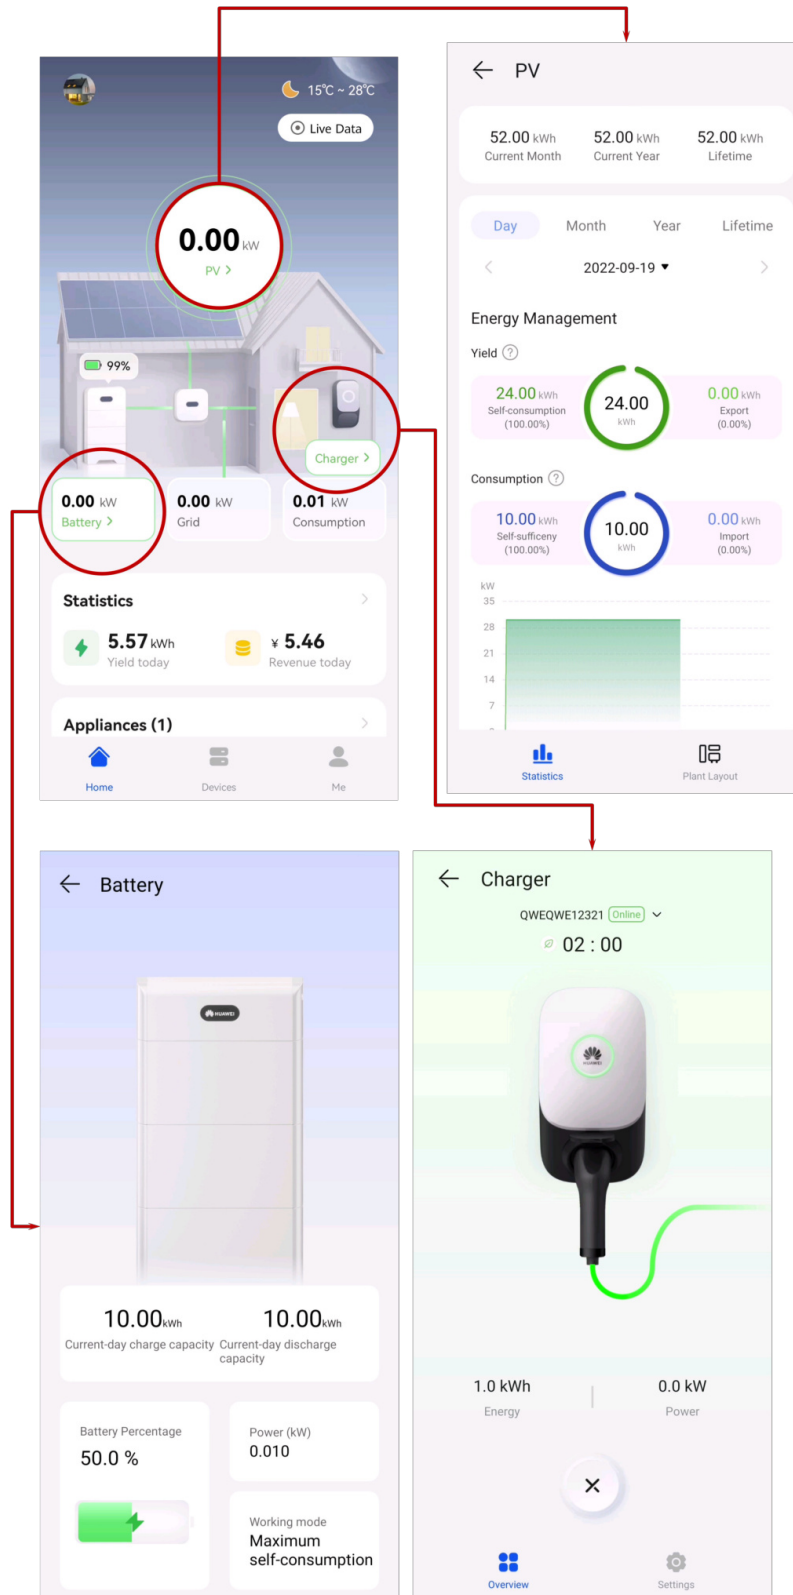 15℃ ~ 28℃
Live Data
0.00 kW
PV >
99%
Charger >
0.00 kW
Battery >
0.00 kW
Grid
0.01 kW
Consumption
Statistics
5.57 kWh
Yield today
¥ 5.46
Revenue today
Appliances (1)
Home
Devices
Me
PV
52.00 kWh
Current Month
52.00 kWh
Current Year
52.00 kWh
Lifetime
Day
Month
Year
Lifetime
2022-09-19
Energy Management
Yield ?
24.00 kWh
Self-consumption
(100.00%)
24.00
kWh
0.00 kWh
Export
(0.00%)
Consumption ?
10.00 kWh
Self-sufficeny
(100.00%)
10.00
kWh
0.00 kWh
Import
(0.00%)
kW
35
28
21
14
7
Statistics
Plant Layout
Battery
HUAWEI
10.00kWh
Current-day charge capacity
10.00kWh
Current-day discharge
capacity
Battery Percentage
50.0 %
Power (kW)
0.010
Working mode
Maximum
self-consumption
Charger
QWEQWE12321 Online
02 : 00
HUAWEI
1.0 kWh
Energy
0.0 kW
Power
Overview
Settings